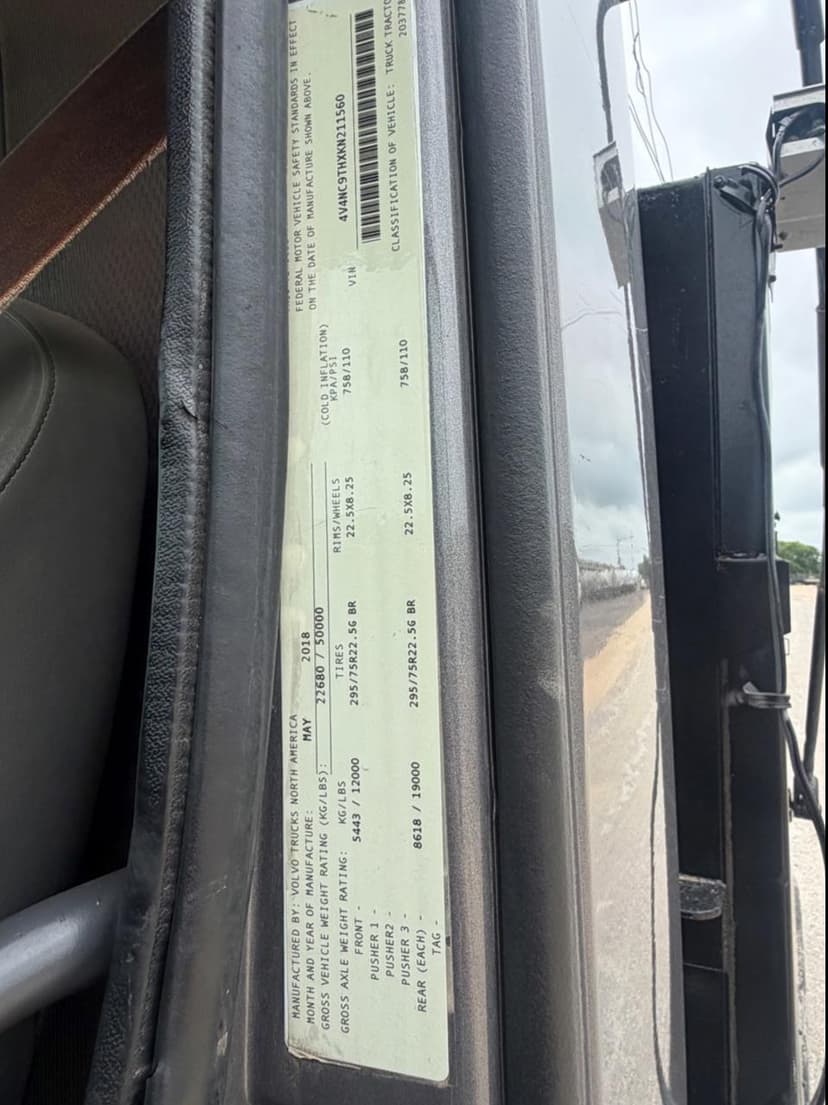 MANUFACTURED BY: VOLVO TRUCKS NORTH AMERICA
MONTH AND YEAR OF MANUFACTURE: MAY 2018
GROSS VEHICLE WEIGHT RATING (KG/LBS): 22680 / 50000
GROSS AXLE WEIGHT RATING: KG/LBS TIRES RIMS/WHEELS (COLD INFLATION) KPA/PSI
FRONT - 5443 / 12000 295/75R22.5G BR 22.5X8.25 758/110
PUSHER 1 -
PUSHER2 -
PUSHER 3 -
REAR (EACH) - 8618 / 19000 295/75R22.5G BR 22.5X8.25 758/110
TAG -
FEDERAL MOTOR VEHICLE SAFETY STANDARDS IN EFFECT
ON THE DATE OF MANUFACTURE SHOWN ABOVE.
VIN 4V4NC9THXKN211560
CLASSIFICATION OF VEHICLE: TRUCK